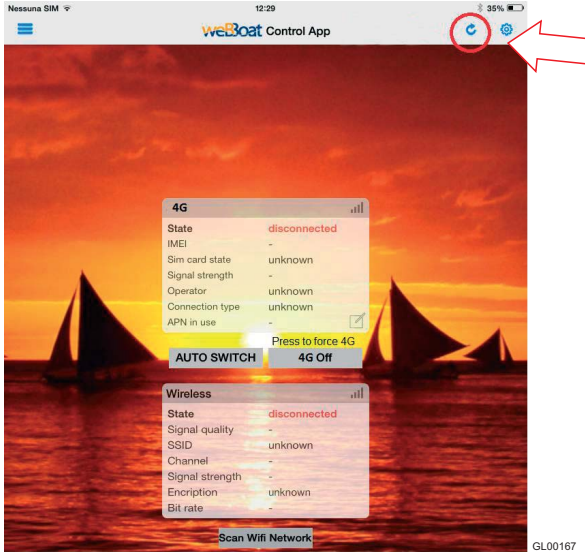 Nessuna SIM 12:29 35%
weBBoat Control App
4G
State disconnected
IMEI -
Sim card state unknown
Signal strength -
Operator unknown
Connection type unknown
APN in use -
Press to force 4G
AUTO SWITCH 4G Off
Wireless
State disconnected
Signal quality -
SSID unknown
Channel -
Signal strength -
Encription unknown
Bit rate -
Scan Wifi Network
GL00167